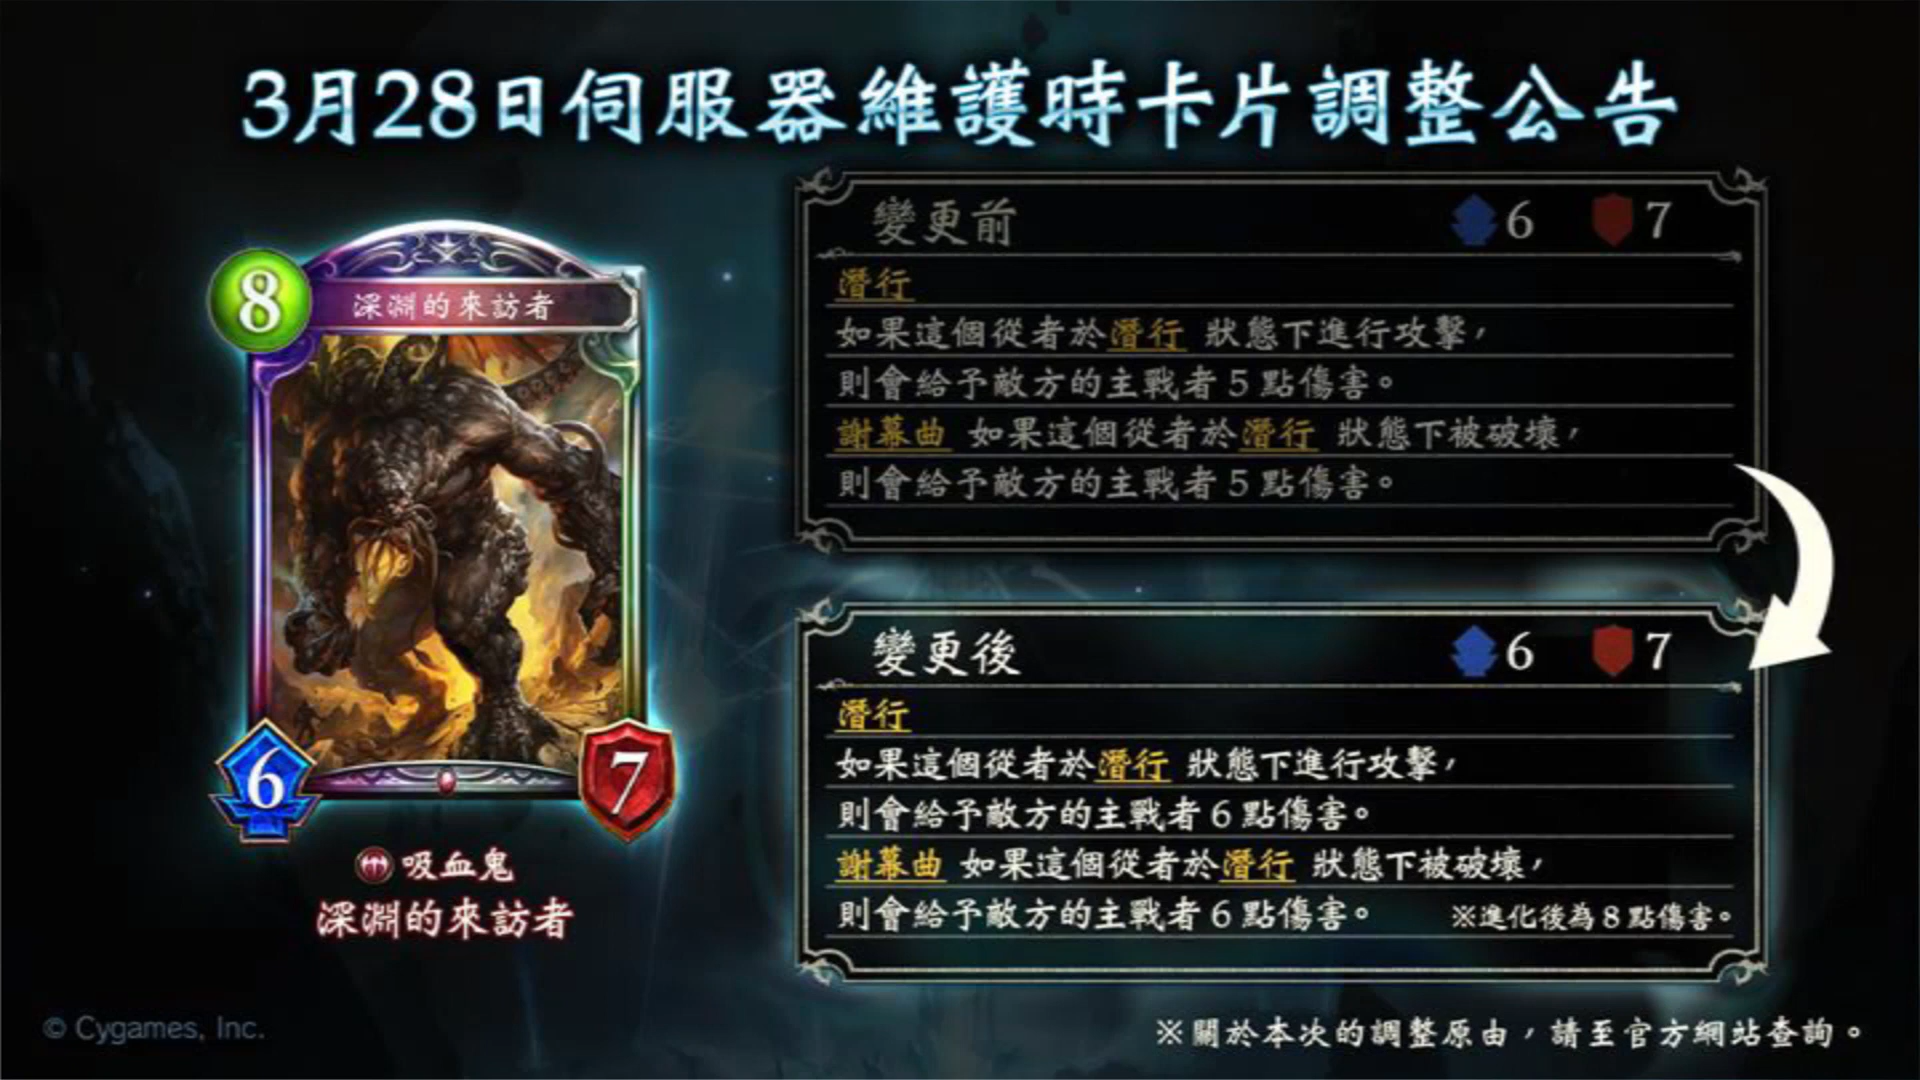 3月28日伺服器維護時卡片調整公告
8
深淵的來訪者
6
7
吸血鬼
深淵的來訪者
變更前 6 7
潛行
如果這個從者於潛行 狀態下進行攻擊，
則會給予敵方的主戰者5點傷害。
謝幕曲 如果這個從者於潛行 狀態下被破壞，
則會給予敵方的主戰者5點傷害。
變更後 6 7
潛行
如果這個從者於潛行 狀態下進行攻擊，
則會給予敵方的主戰者6點傷害。
謝幕曲 如果這個從者於潛行 狀態下被破壞，
則會給予敵方的主戰者6點傷害。 ※進化後為8點傷害。
© Cygames, Inc.
※關於本次的調整原由，請至官方網站查詢。